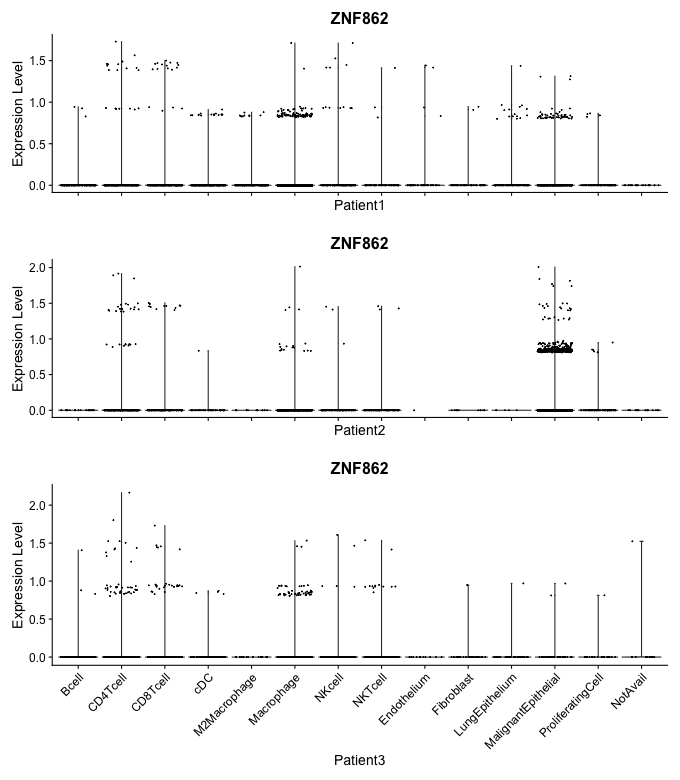 ZNF862
Expression Level
1.5
1.0
0.5
0.0
Patient1
ZNF862
Expression Level
2.0
1.5
1.0
0.5
0.0
Patient2
ZNF862
Expression Level
2.0
1.5
1.0
0.5
0.0
Bcell
CD4Tcell
CD8Tcell
cDC
M2Macrophage
Macrophage
NKcell
NKTcell
Endothelium
Fibroblast
LungEpithelium
MalignantEpithelial
ProliferatingCell
NotAvail
Patient3